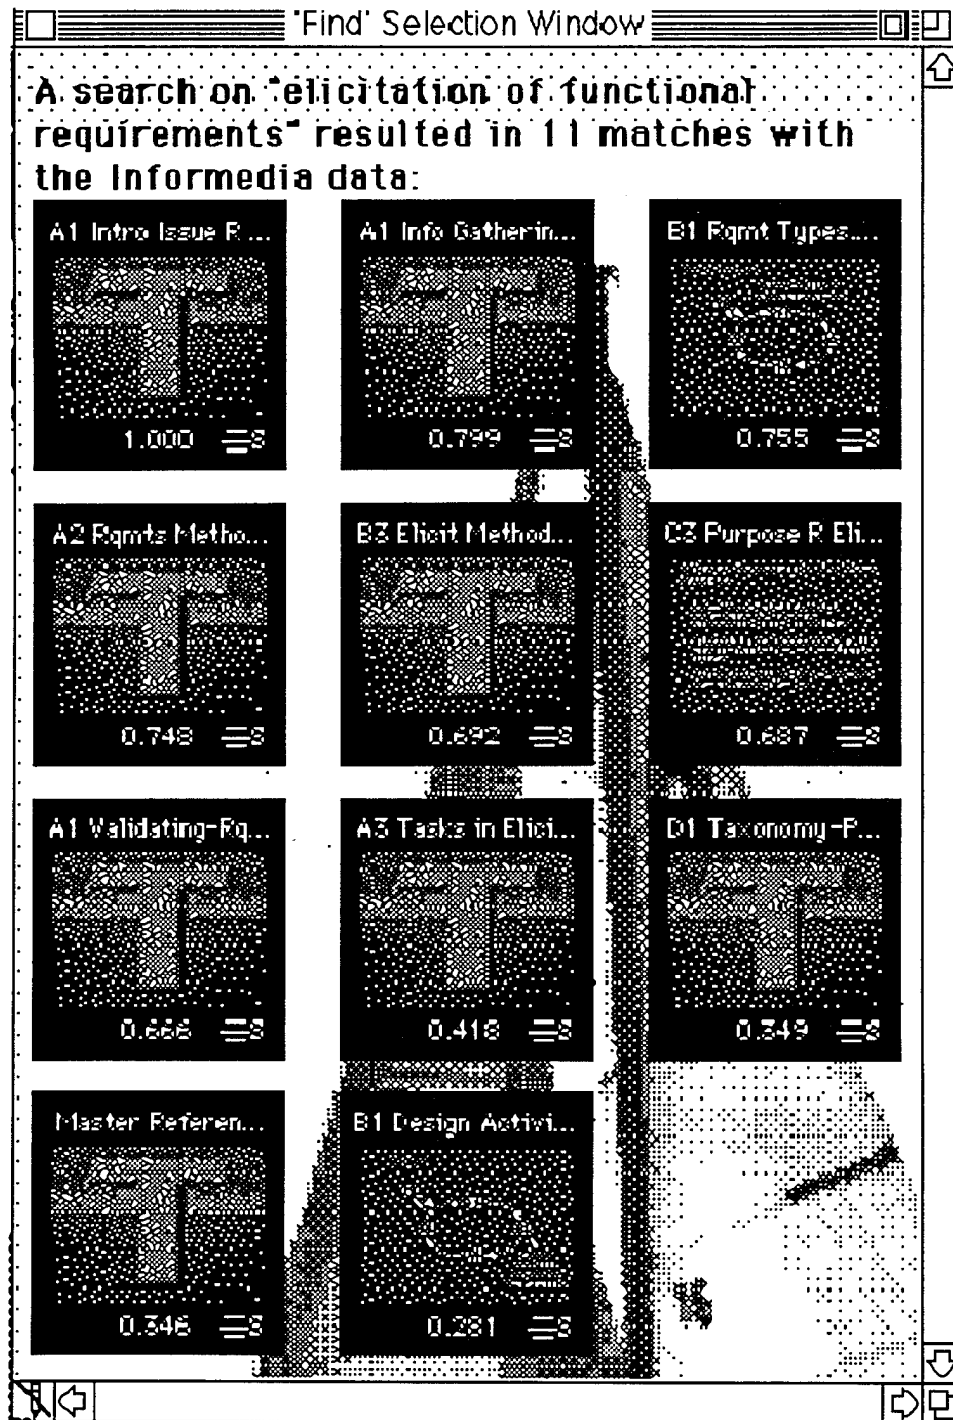 'Find' Selection Window
A search on "elicitation of functional
requirements" resulted in 11 matches with
the Informedia data:
A1 Intro Issue R ...
1.000
A1 Info Gatherin...
0.799
B1 Rqmt Types...
0.755
A2 Rqmts Metho...
0.748
B3 Elicit Method...
0.692
C3 Purpose R Eli...
0.687
A1 Validating-Rq...
0.666
A3 Tasks in Elici...
0.418
D1 Taxonomy-P...
0.349
Master Referen...
0.346
B1 Design Activi...
0.281